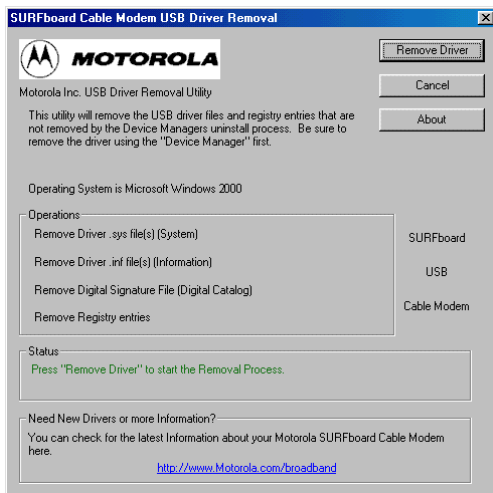 SURFboard Cable Modem USB Driver Removal
MOTOROLA
Remove Driver
Cancel
About
Motorola Inc. USB Driver Removal Utility
This utility will remove the USB driver files and registry entries that are
not removed by the Device Managers uninstall process. Be sure to
remove the driver using the "Device Manager" first.
Operating System is Microsoft Windows 2000
Operations
Remove Driver .sys file(s) (System)
Remove Driver .inf file(s) (Information)
Remove Digital Signature File (Digital Catalog)
Remove Registry entries
SURFboard
USB
Cable Modem
Status
Press "Remove Driver" to start the Removal Process.
Need New Drivers or more Information?
You can check for the latest Information about your Motorola SURFboard Cable Modem
here.
http://www.Motorola.com/broadband